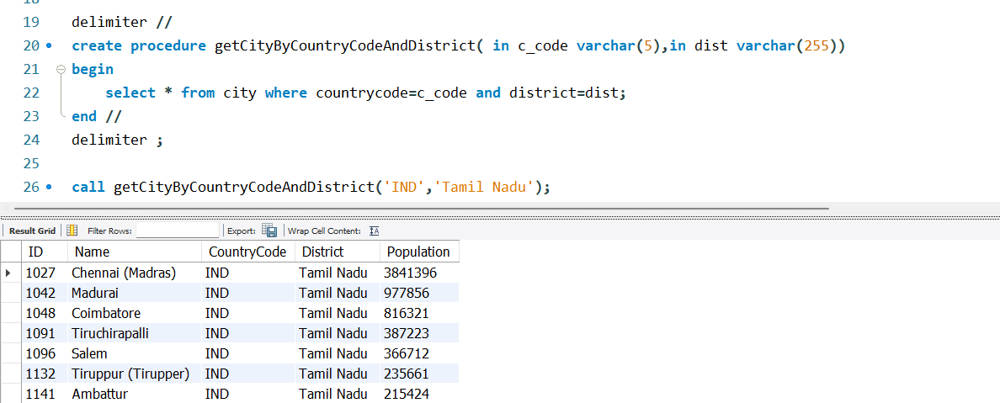 19 delimiter //
20 create procedure getCityByCountryCodeAndDistrict( in c_code varchar(5),in dist varchar(255))
21 begin
22 select * from city where countrycode=c_code and district=dist;
23 end //
24 delimiter ;
25
26 call getCityByCountryCodeAndDistrict('IND','Tamil Nadu');
Result Grid Filter Rows: Export: Wrap Cell Content:
ID Name CountryCode District Population
1027 Chennai (Madras) IND Tamil Nadu 3841396
1042 Madurai IND Tamil Nadu 977856
1048 Coimbatore IND Tamil Nadu 816321
1091 Tiruchirapalli IND Tamil Nadu 387223
1096 Salem IND Tamil Nadu 366712
1132 Tiruppur (Tirupper) IND Tamil Nadu 235661
1141 Ambattur IND Tamil Nadu 215424